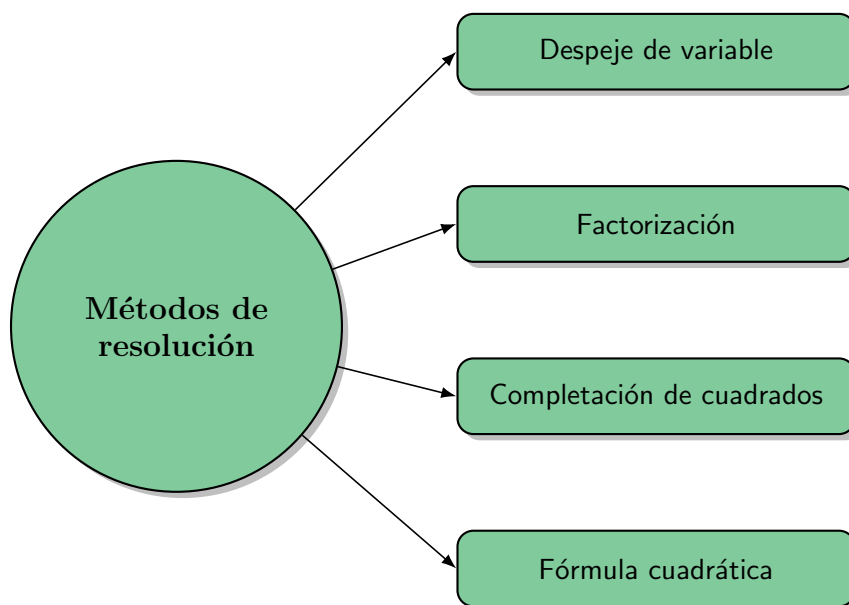 Despeje de variable
Factorización
Métodos de
resolución
Completación de cuadrados
Fórmula cuadrática